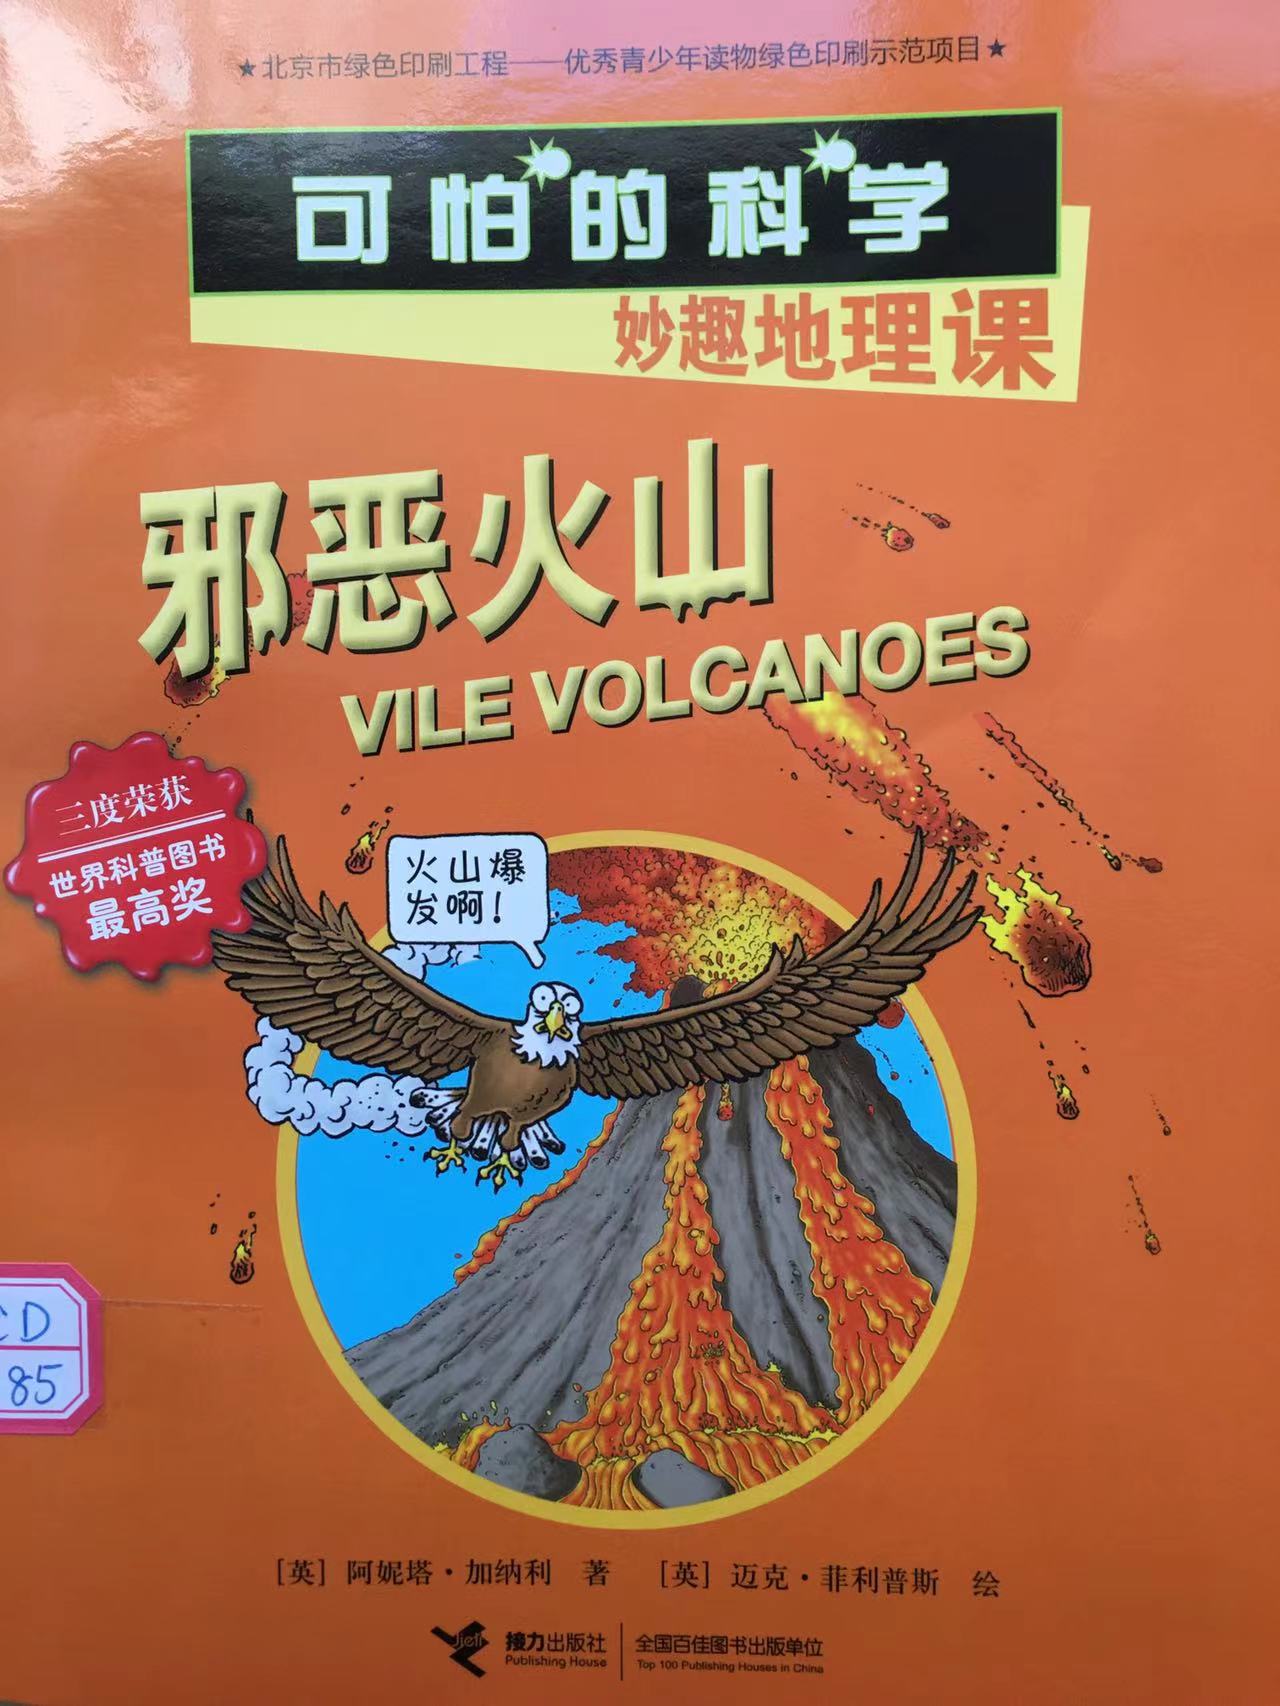 ★北京市绿色印刷工程——优秀青少年读物绿色印刷示范项目★
可怕的科学
妙趣地理课
邪恶火山
VILE VOLCANOES
三度荣获
世界科普图书
最高奖
火山爆
发啊!
CD
85
[英] 阿妮塔·加纳利 著 [英] 迈克·菲利普斯 绘
jieli 接力出版社 全国百佳图书出版单位
Publishing House Top 100 Publishing Houses in China